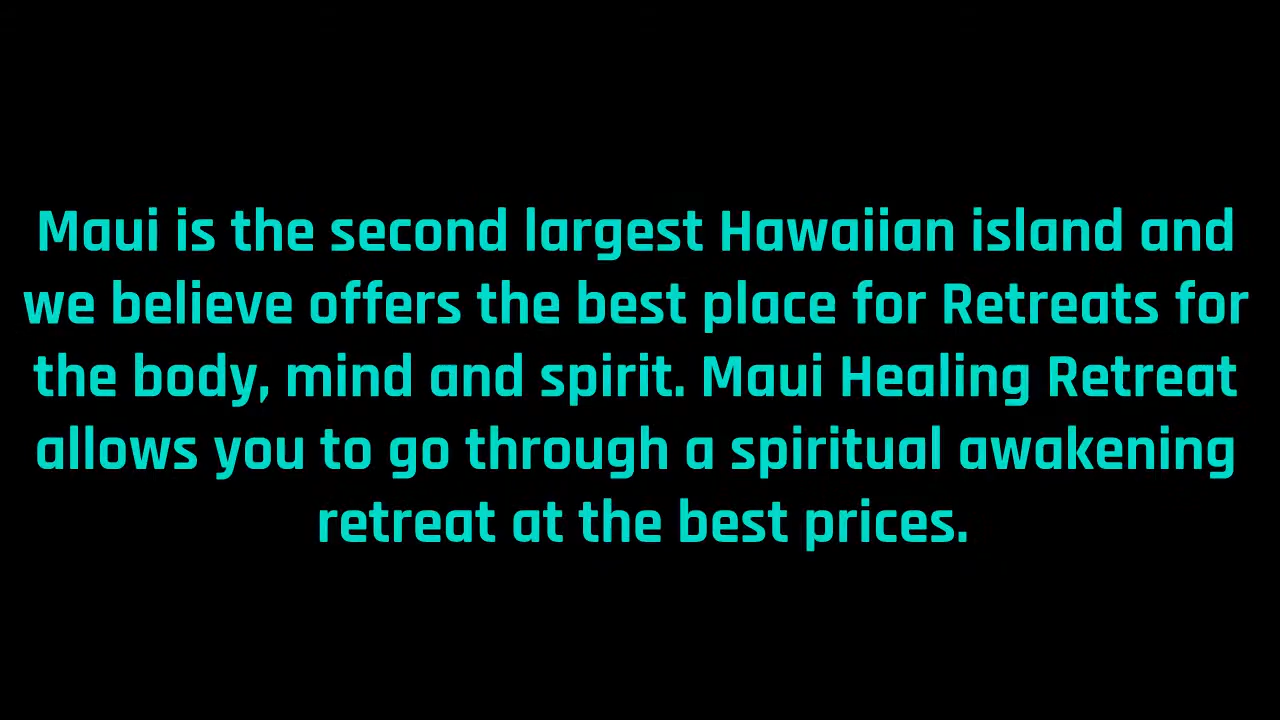 Maui is the second largest Hawaiian island and
we believe offers the best place for Retreats for
the body, mind and spirit. Maui Healing Retreat
allows you to go through a spiritual awakening
retreat at the best prices.